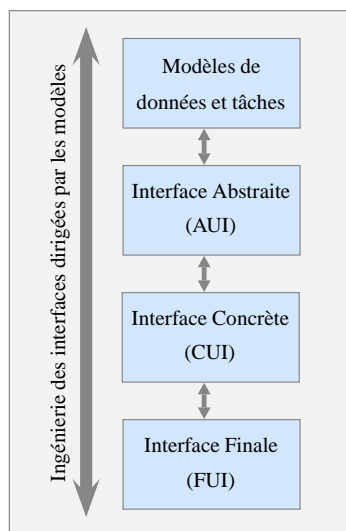 Ingénierie des interfaces dirigées par les modèles
Modèles de
données et tâches
Interface Abstraite
(AUI)
Interface Concrète
(CUI)
Interface Finale
(FUI)